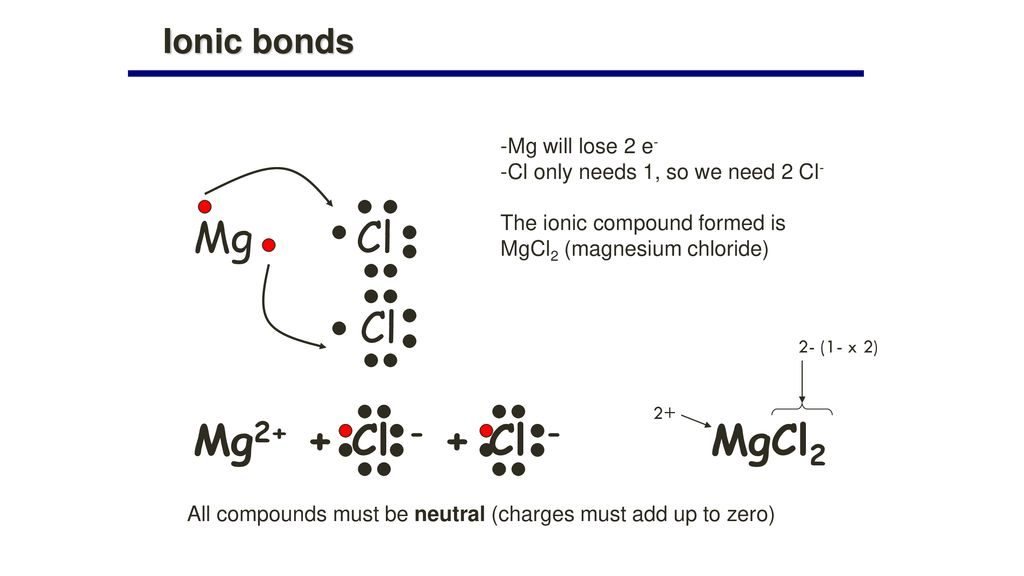 Ionic bonds
-Mg will lose 2 e-
-Cl only needs 1, so we need 2 Cl-
The ionic compound formed is
MgCl2 (magnesium chloride)
Mg Cl
Cl
2- (1- x 2)
2+
Mg2+ + Cl - + Cl - MgCl2
All compounds must be neutral (charges must add up to zero)